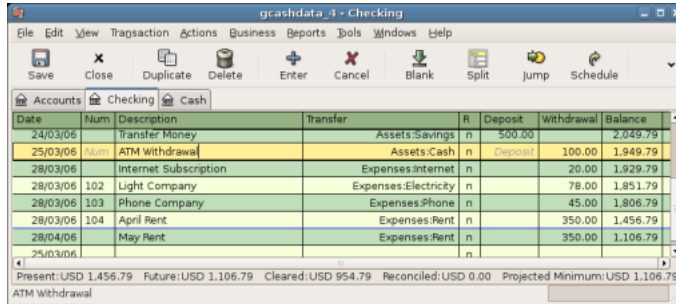 gcashdata_4 - Checking
File Edit View Transaction Actions Business Reports Tools Windows Help
Save Close Duplicate Delete Enter Cancel Blank Split Jump Schedule
Accounts Checking Cash
Date Num Description Transfer R Deposit Withdrawal Balance
24/03/06 Transfer Money Assets:Savings n 500.00 2,049.79
25/03/06 Num ATM Withdrawal Assets:Cash n Deposit 100.00 1,949.79
28/03/06 Internet Subscription Expenses:Internet n 20.00 1,929.79
28/03/06 102 Light Company Expenses:Electricity n 78.00 1,851.79
28/03/06 103 Phone Company Expenses:Phone n 45.00 1,806.79
28/03/06 104 April Rent Expenses:Rent n 350.00 1,456.79
28/04/06 May Rent Expenses:Rent n 350.00 1,106.79
25/03/06 n
Present:USD 1,456.79 Future:USD 1,106.79 Cleared:USD 954.79 Reconciled:USD 0.00 Projected Minimum:USD 1,106.79
ATM Withdrawal